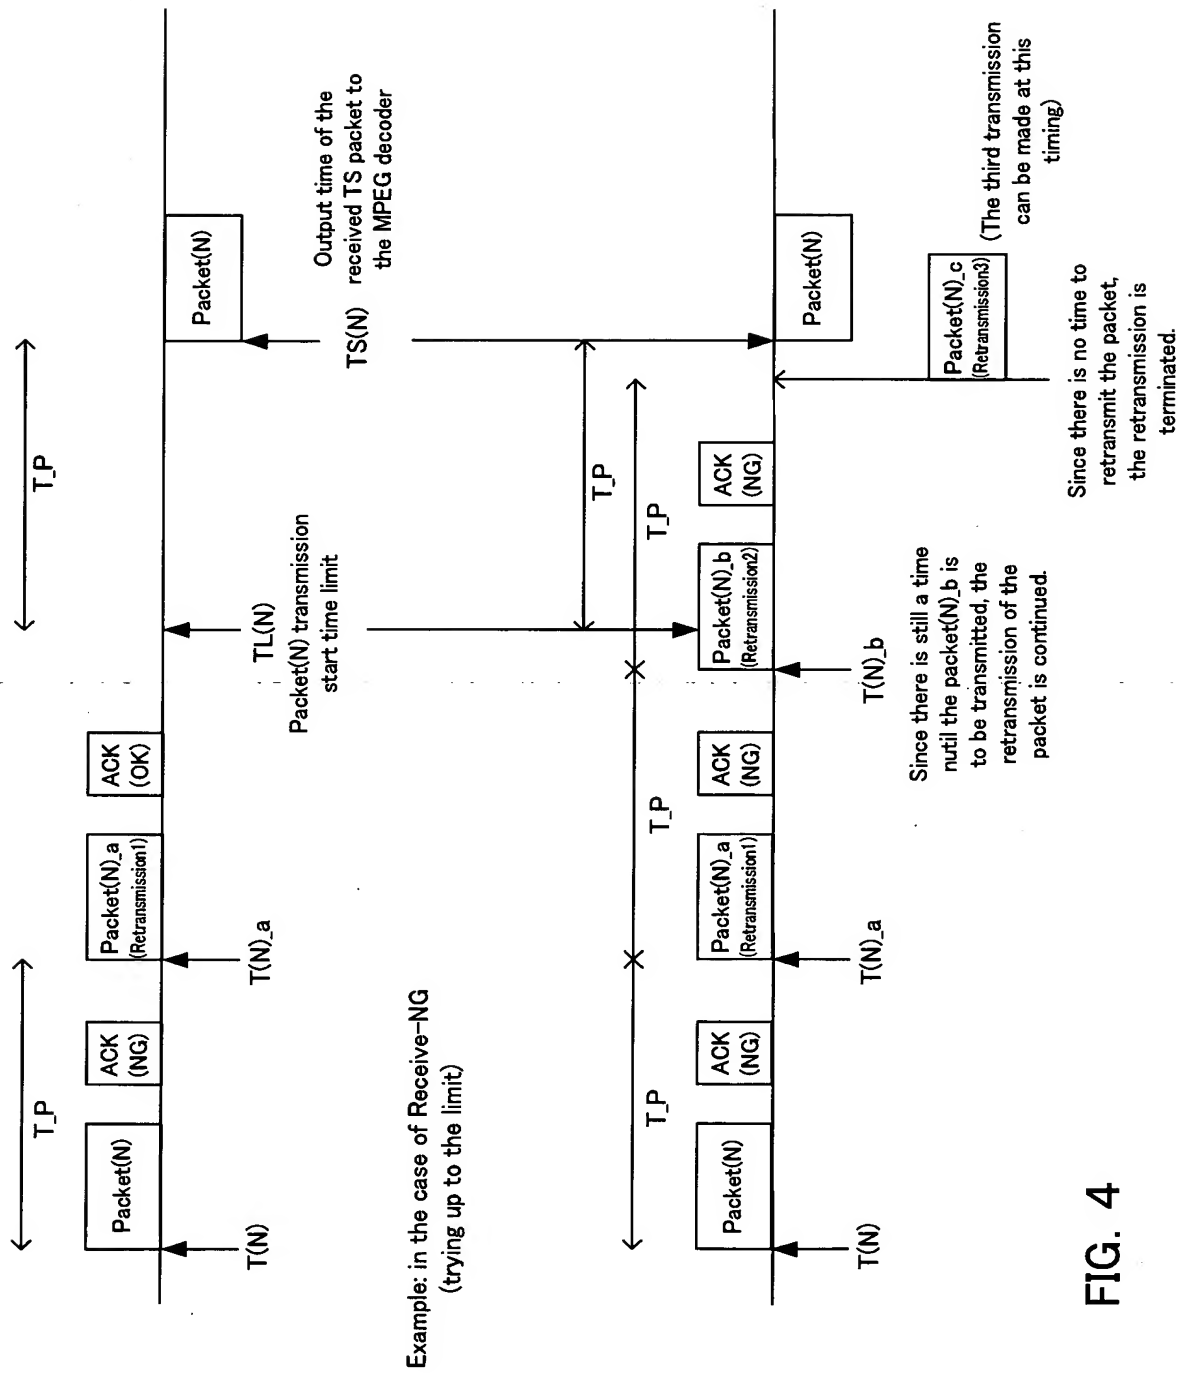 T_P
T_P
Packet(N)
ACK
(NG)
Packet(N)_a
(Retransmission1)
ACK
(OK)
Packet(N)
T(N)
T(N)_a
TL(N)
Packet(N) transmission
start time limit
TS(N)
Output time of the
received TS packet to
the MPEG decoder
Example: in the case of Receive-NG
(trying up to the limit)
T_P
T_P
T_P
T_P
Packet(N)
ACK
(NG)
Packet(N)_a
(Retransmission1)
ACK
(NG)
Packet(N)_b
(Retransmission2)
ACK
(NG)
Packet(N)
T(N)
T(N)_a
T(N)_b
Since there is still a time
nutil the packet(N)_b is
to be transmitted, the
retransmission of the
packet is continued.
Packet(N)_c
(Retransmission3)
(The third transmission
can be made at this
timing)
Since there is no time to
retransmit the packet,
the retransmission is
terminated.
FIG. 4